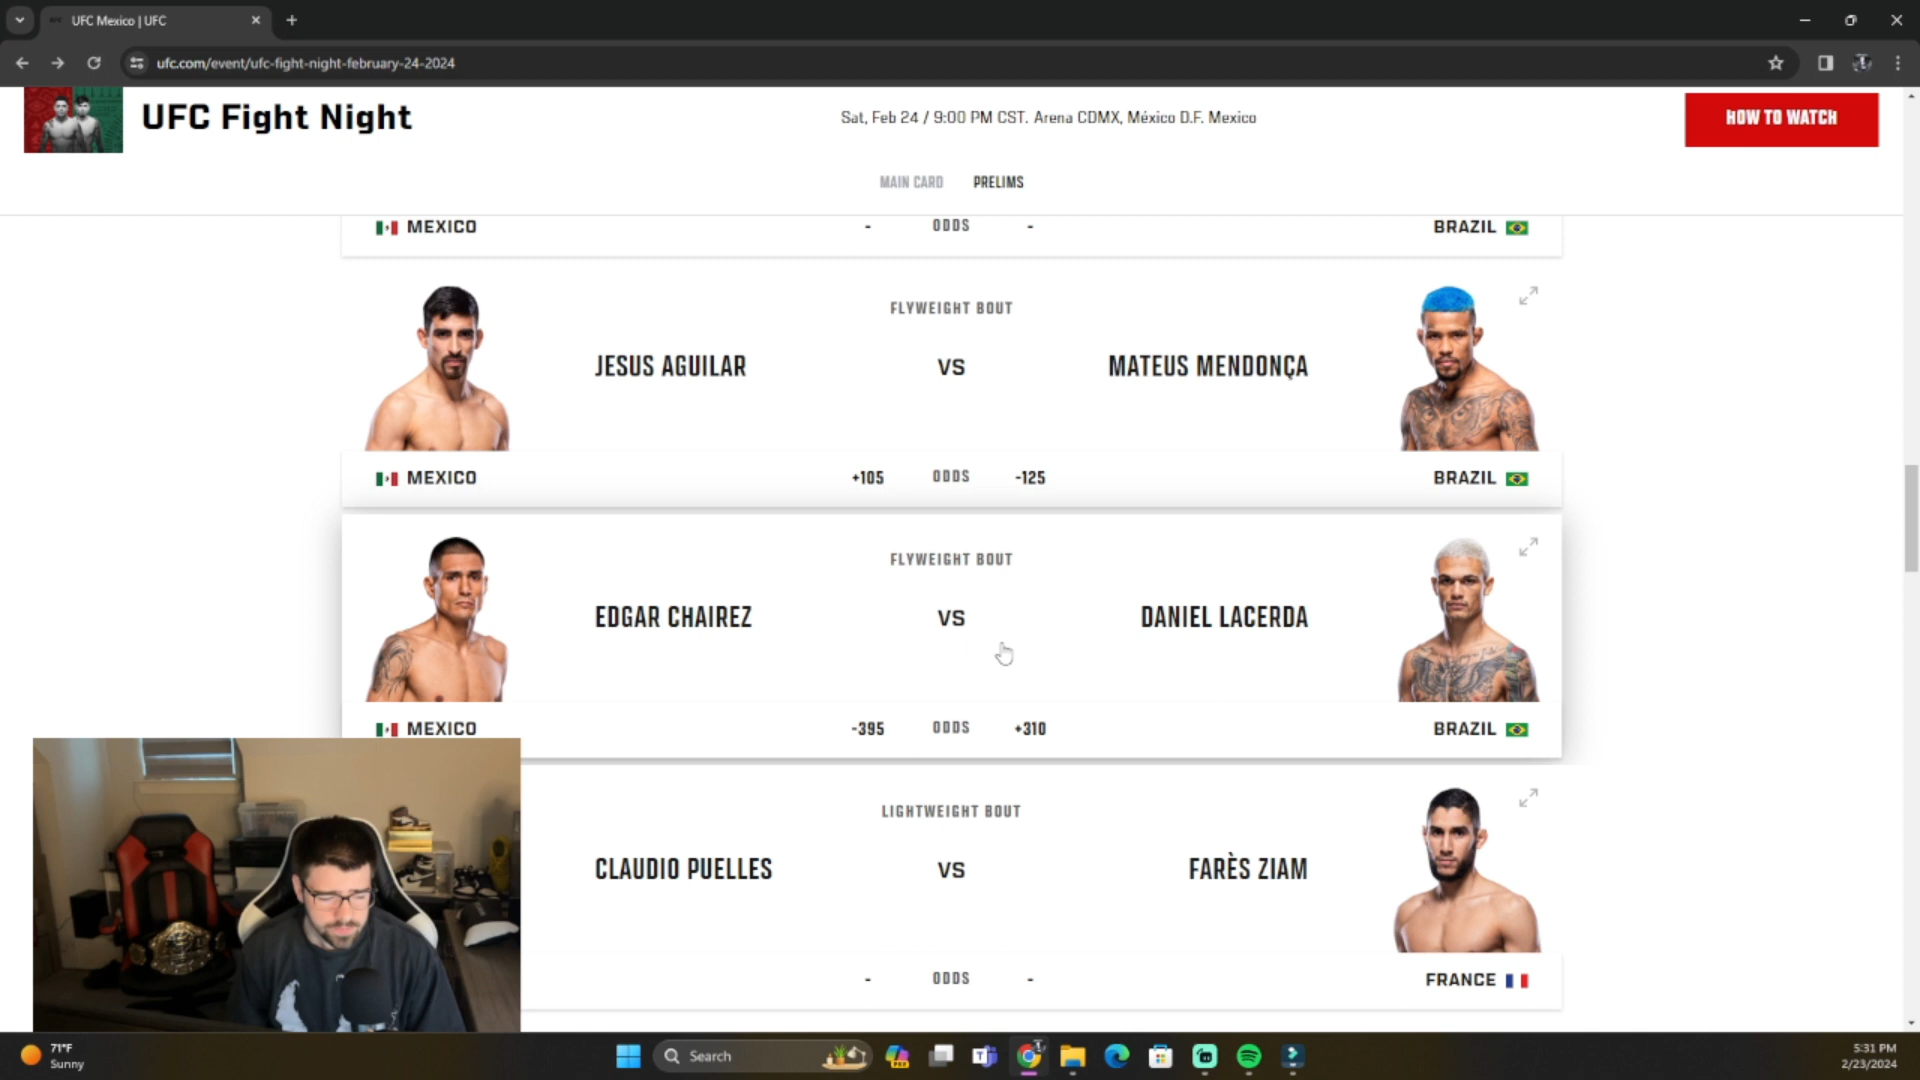 UFC Mexico | UFC
ufc.com/event/ufc-fight-night-february-24-2024
UFC Fight Night
Sat, Feb 24 / 9:00 PM CST. Arena CDMX, México D.F. Mexico
HOW TO WATCH
MAIN CARD PRELIMS
MEXICO - ODDS - BRAZIL
FLYWEIGHT BOUT
JESUS AGUILAR VS MATEUS MENDONÇA
MEXICO +105 ODDS -125 BRAZIL
FLYWEIGHT BOUT
EDGAR CHAIREZ VS DANIEL LACERDA
MEXICO -395 ODDS +310 BRAZIL
LIGHTWEIGHT BOUT
CLAUDIO PUELLES VS FARÈS ZIAM
- ODDS - FRANCE
71°F
Sunny
Search
5:31 PM
2/23/2024